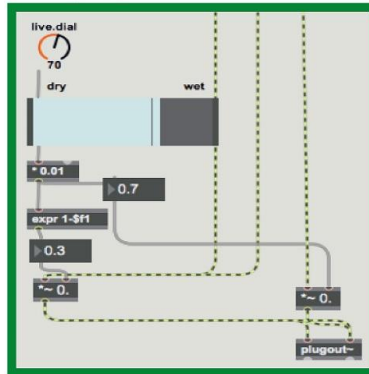 live.dial
70
dry wet
* 0.01
0.7
expr 1-$f1
0.3
*~ 0.
*~ 0.
plugout~